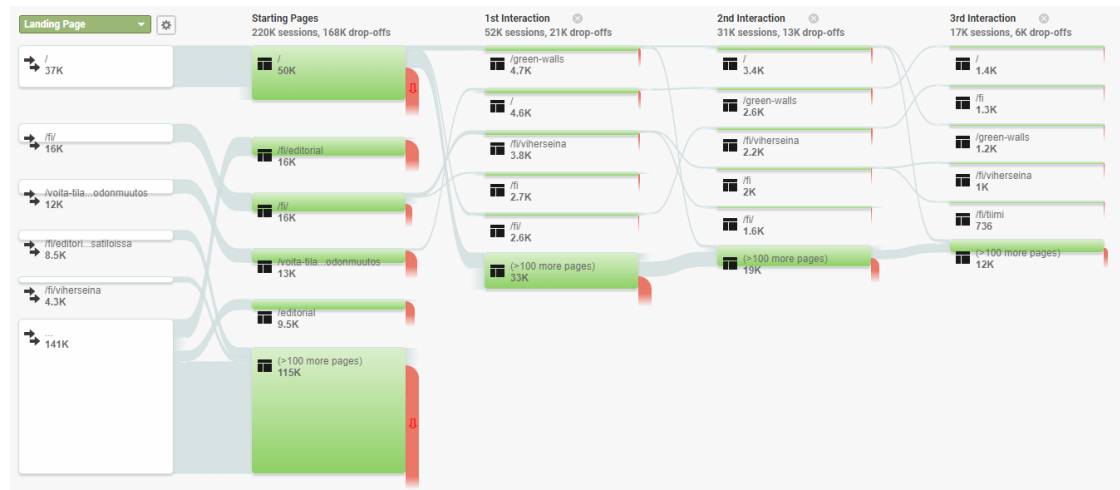 Landing Page
/
37K
/fi/
16K
/voita-tila...odonmuutos
12K
/fi/editori...satiloissa
8.5K
/fi/viherseina
4.3K
...
141K
Starting Pages
220K sessions, 168K drop-offs
/
50K
/fi/editorial
16K
/fi/
16K
/voita-tila...odonmuutos
13K
/editorial
9.5K
(>100 more pages)
115K
1st Interaction
52K sessions, 21K drop-offs
/green-walls
4.7K
/
4.6K
/fi/viherseina
3.8K
/fi
2.7K
/fi/
2.6K
(>100 more pages)
33K
2nd Interaction
31K sessions, 13K drop-offs
/
3.4K
/green-walls
2.6K
/fi/viherseina
2.2K
/fi
2K
/fi/
1.6K
(>100 more pages)
19K
3rd Interaction
17K sessions, 6K drop-offs
/
1.4K
/fi
1.3K
/green-walls
1.2K
/fi/viherseina
1K
/fi/tiimi
736
(>100 more pages)
12K